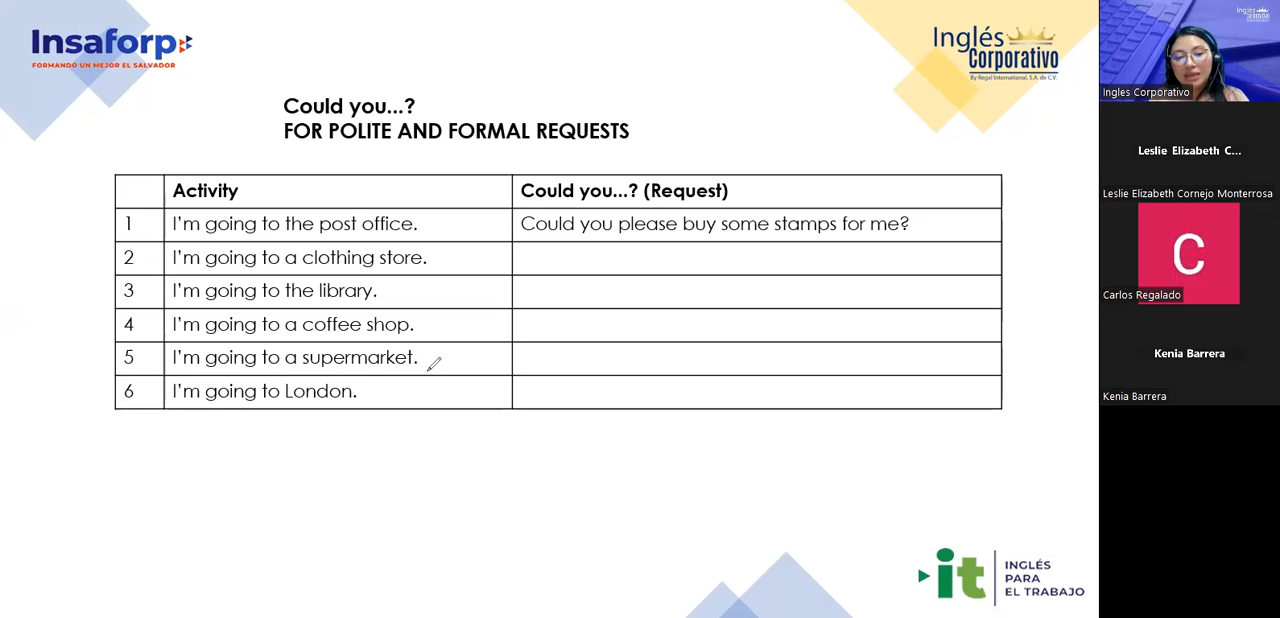 Insaforp
FORMANDO UN MEJOR EL SALVADOR
Inglés
Corporativo
By Regal International, S.A. de C.V.
Could you...?
FOR POLITE AND FORMAL REQUESTS
Activity Could you...? (Request)
1 I'm going to the post office. Could you please buy some stamps for me?
2 I'm going to a clothing store.
3 I'm going to the library.
4 I'm going to a coffee shop.
5 I'm going to a supermarket.
6 I'm going to London.
it
INGLÉS
PARA
EL TRABAJO
Inglés
Ingles Corporativo
Leslie Elizabeth C...
Leslie Elizabeth Cornejo Monterrosa
C
Carlos Regalado
Kenia Barrera
Kenia Barrera